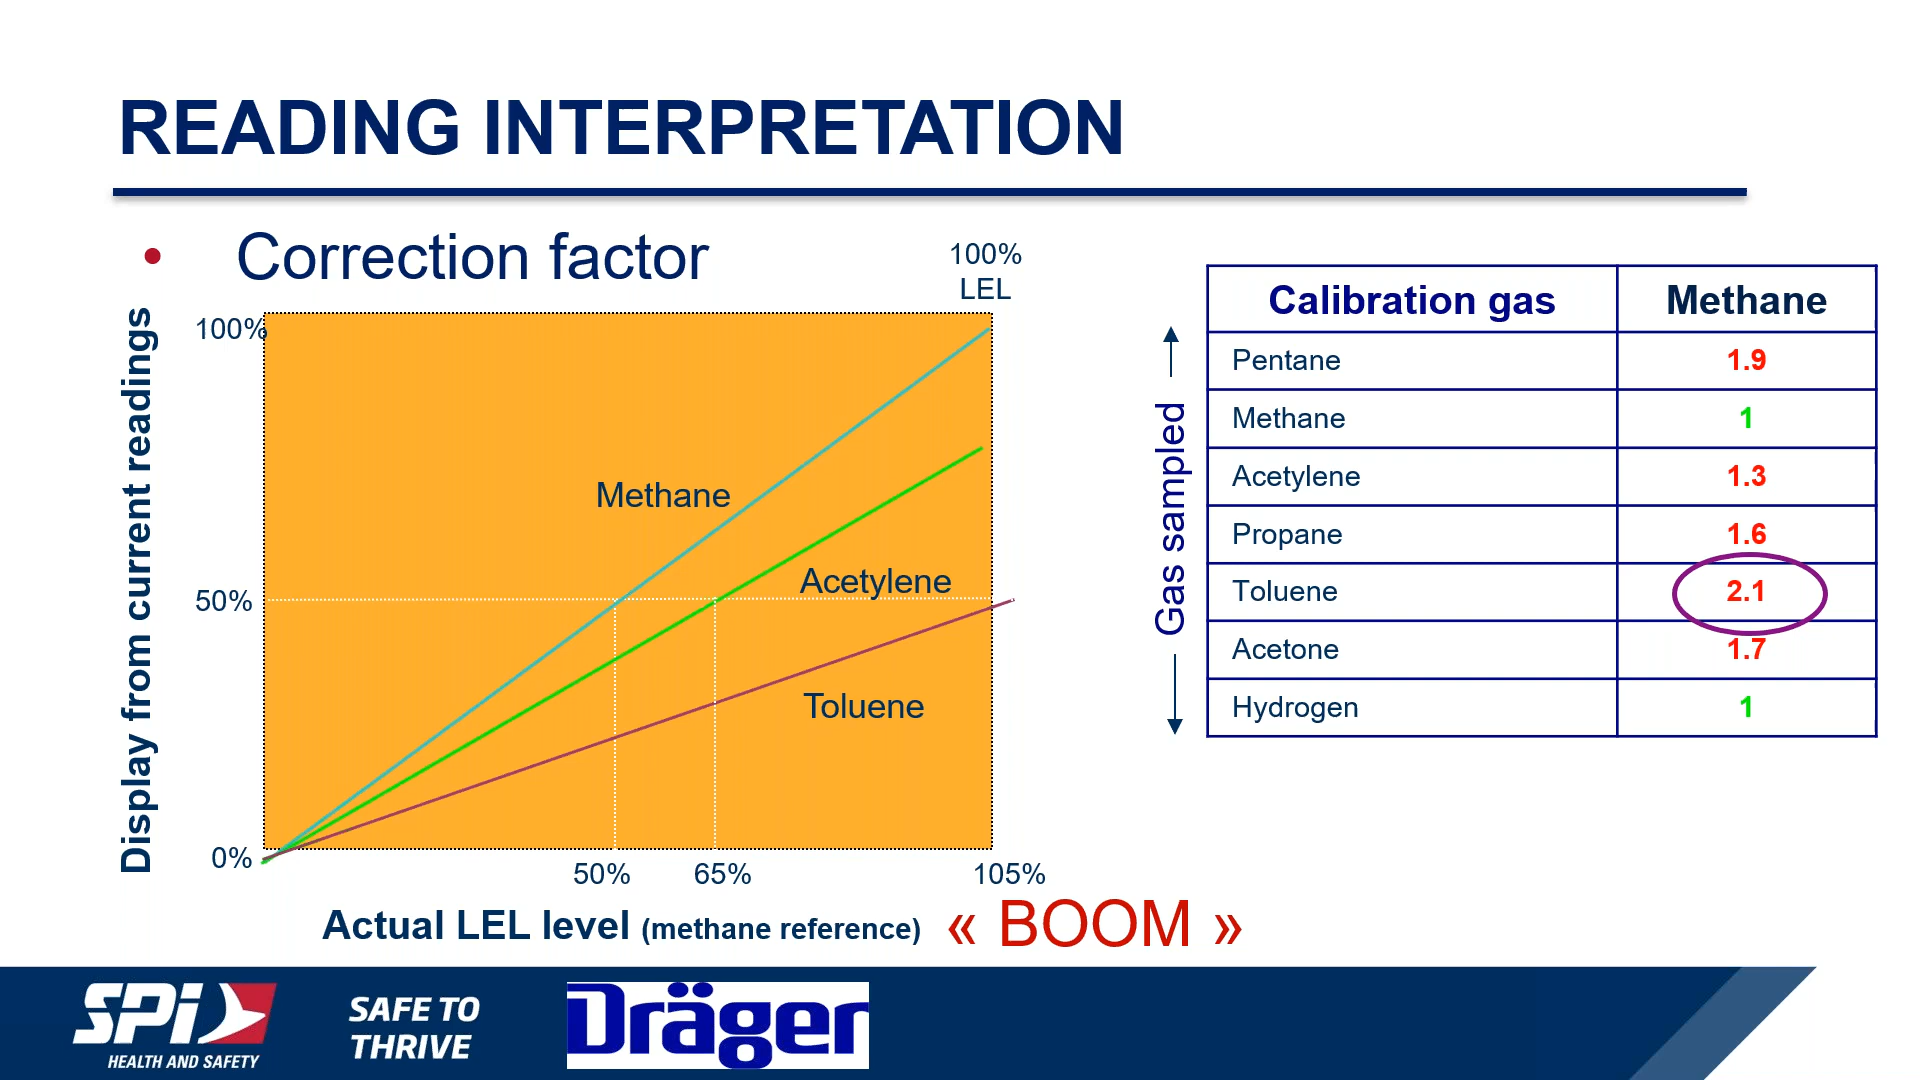 READING INTERPRETATION
• Correction factor
100%
LEL
Display from current readings
100%
50%
0%
Methane
Acetylene
Toluene
50% 65% 105%
Actual LEL level (methane reference)
« BOOM »
Gas sampled
Calibration gas Methane
Pentane 1.9
Methane 1
Acetylene 1.3
Propane 1.6
Toluene 2.1
Acetone 1.7
Hydrogen 1
SPi
HEALTH AND SAFETY
SAFE TO
THRIVE
Dräger